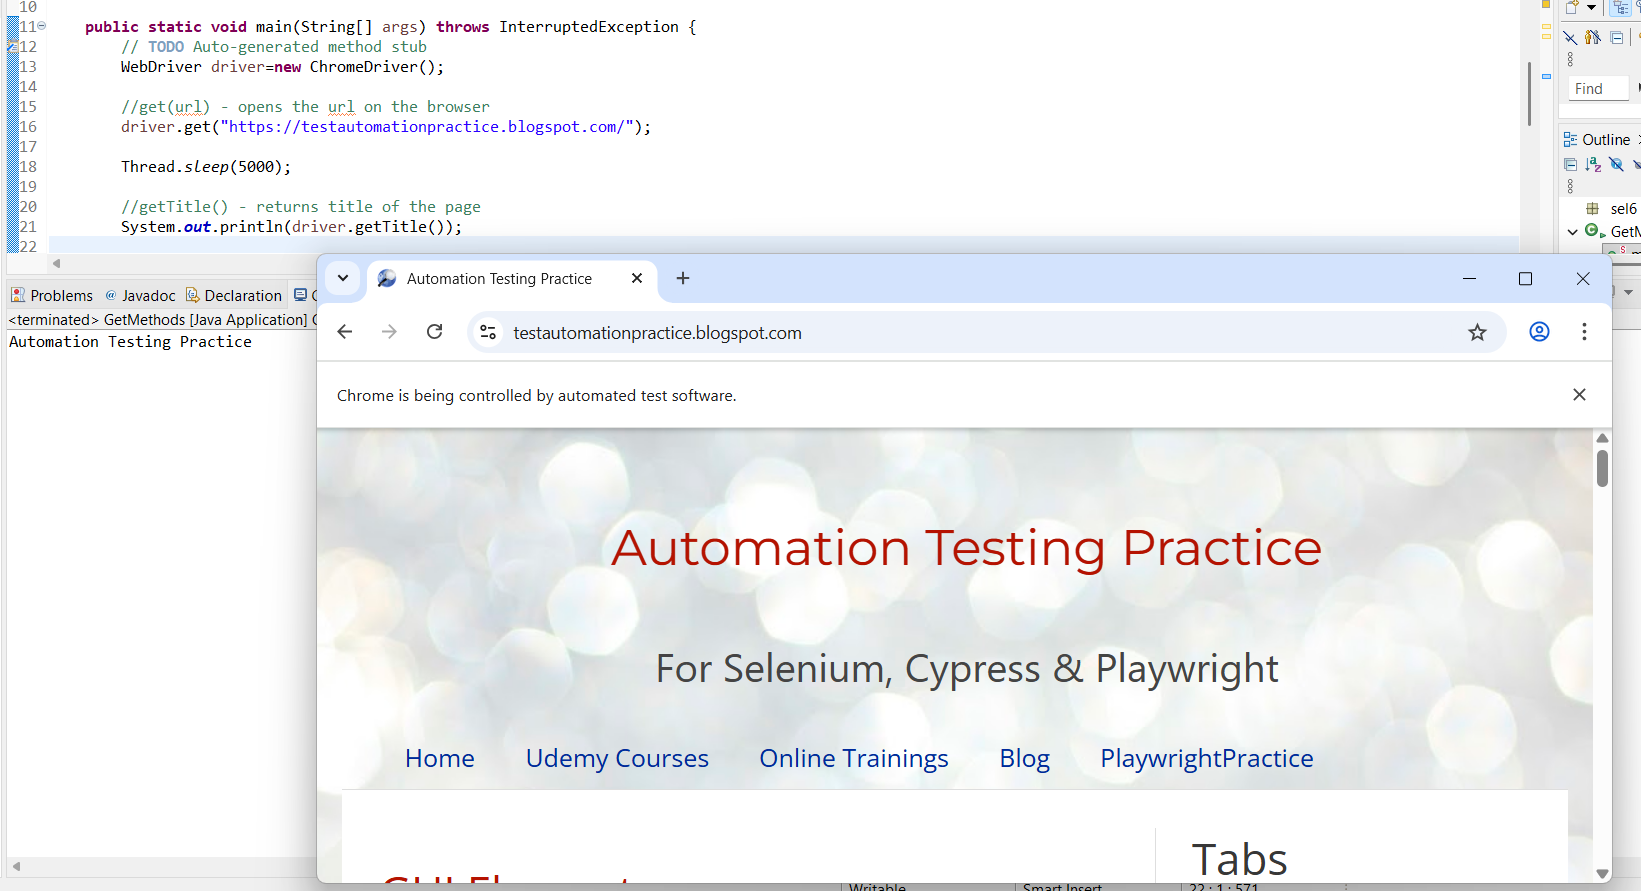 10
11 public static void main(String[] args) throws InterruptedException {
12 // TODO Auto-generated method stub
13 WebDriver driver=new ChromeDriver();
14
15 //get(url) - opens the url on the browser
16 driver.get("https://testautomationpractice.blogspot.com/");
17
18 Thread.sleep(5000);
19
20 //getTitle() - returns title of the page
21 System.out.println(driver.getTitle());
22
Find
Outline
sel6
GetM
Problems @ Javadoc Declaration
<terminated> GetMethods [Java Application]
Automation Testing Practice
Automation Testing Practice
testautomationpractice.blogspot.com
Chrome is being controlled by automated test software.
Automation Testing Practice
For Selenium, Cypress & Playwright
Home Udemy Courses Online Trainings Blog PlaywrightPractice
Tabs
Writable Smart Insert 22 : 1 : 571